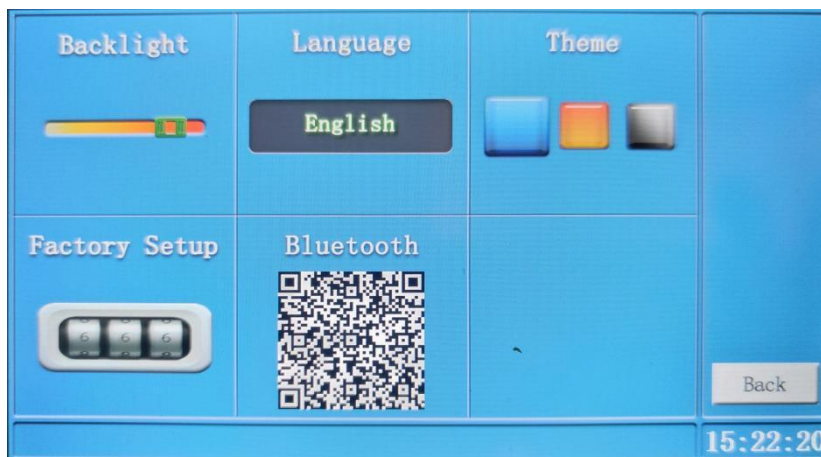 Backlight
Language
Theme
English
Factory Setup
Bluetooth
6 6 6
Back
15:22:20